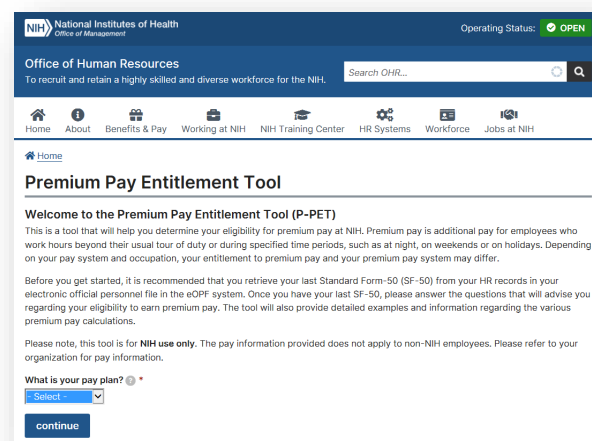 NIH National Institutes of Health
Office of Management
Operating Status: OPEN
Office of Human Resources
To recruit and retain a highly skilled and diverse workforce for the NIH.
Search OHR...
Home About Benefits & Pay Working at NIH NIH Training Center HR Systems Workforce Jobs at NIH
Home
Premium Pay Entitlement Tool
Welcome to the Premium Pay Entitlement Tool (P-PET)
This is a tool that will help you determine your eligibility for premium pay at NIH. Premium pay is additional pay for employees who
work hours beyond their usual tour of duty or during specified time periods, such as at night, on weekends or on holidays. Depending
on your pay system and occupation, your entitlement to premium pay and your premium pay system may differ.
Before you get started, it is recommended that you retrieve your last Standard Form-50 (SF-50) from your HR records in your
electronic official personnel file in the eOPF system. Once you have your last SF-50, please answer the questions that will advise you
regarding your eligibility to earn premium pay. The tool will also provide detailed examples and information regarding the various
premium pay calculations.
Please note, this tool is for NIH use only. The pay information provided does not apply to non-NIH employees. Please refer to your
organization for pay information.
What is your pay plan? ? *
- Select -
continue